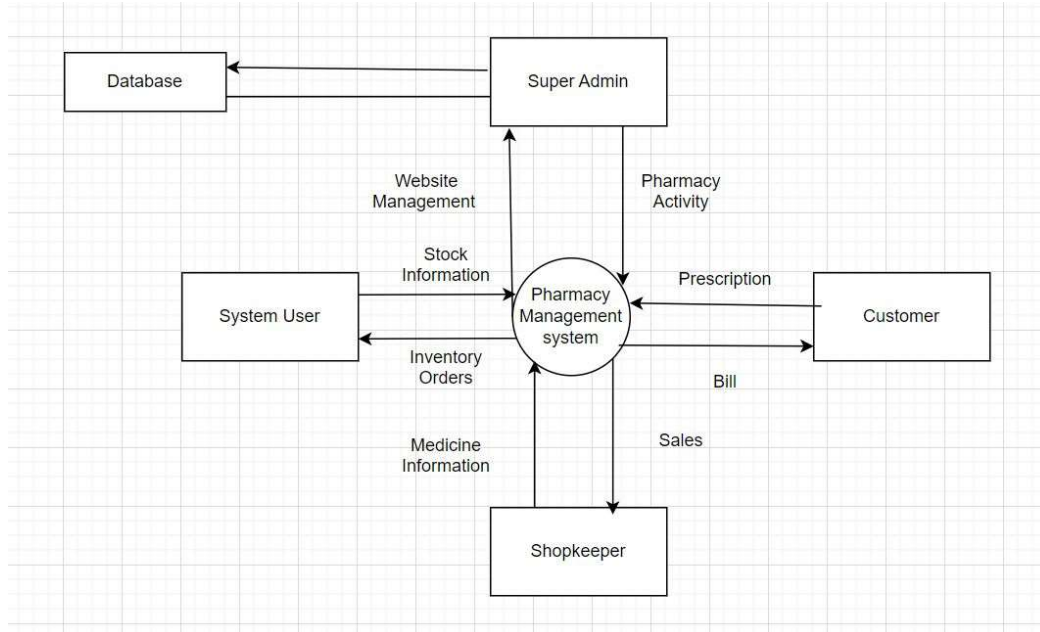 Database
Super Admin
Website
Management
Pharmacy
Activity
Stock
Information
Prescription
System User
Pharmacy
Management
system
Customer
Inventory
Orders
Bill
Medicine
Information
Sales
Shopkeeper